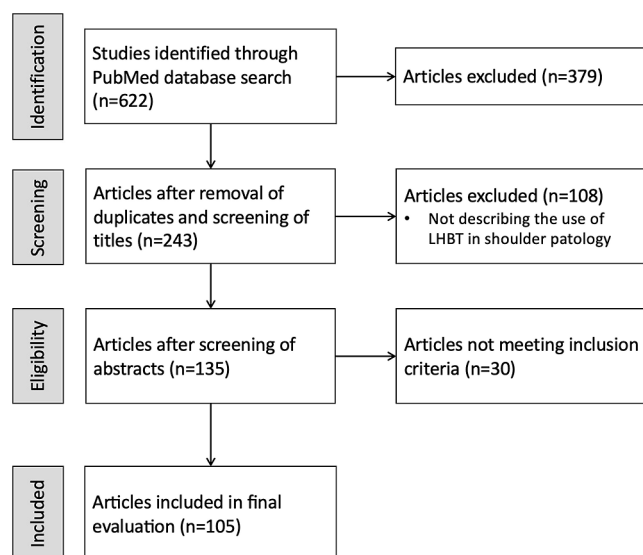 Identification
Studies identified through
PubMed database search
(n=622)
Articles excluded (n=379)
Screening
Articles after removal of
duplicates and screening of
titles (n=243)
Articles excluded (n=108)
• Not describing the use of
LHBT in shoulder patology
Eligibility
Articles after screening of
abstracts (n=135)
Articles not meeting inclusion
criteria (n=30)
Included
Articles included in final
evaluation (n=105)